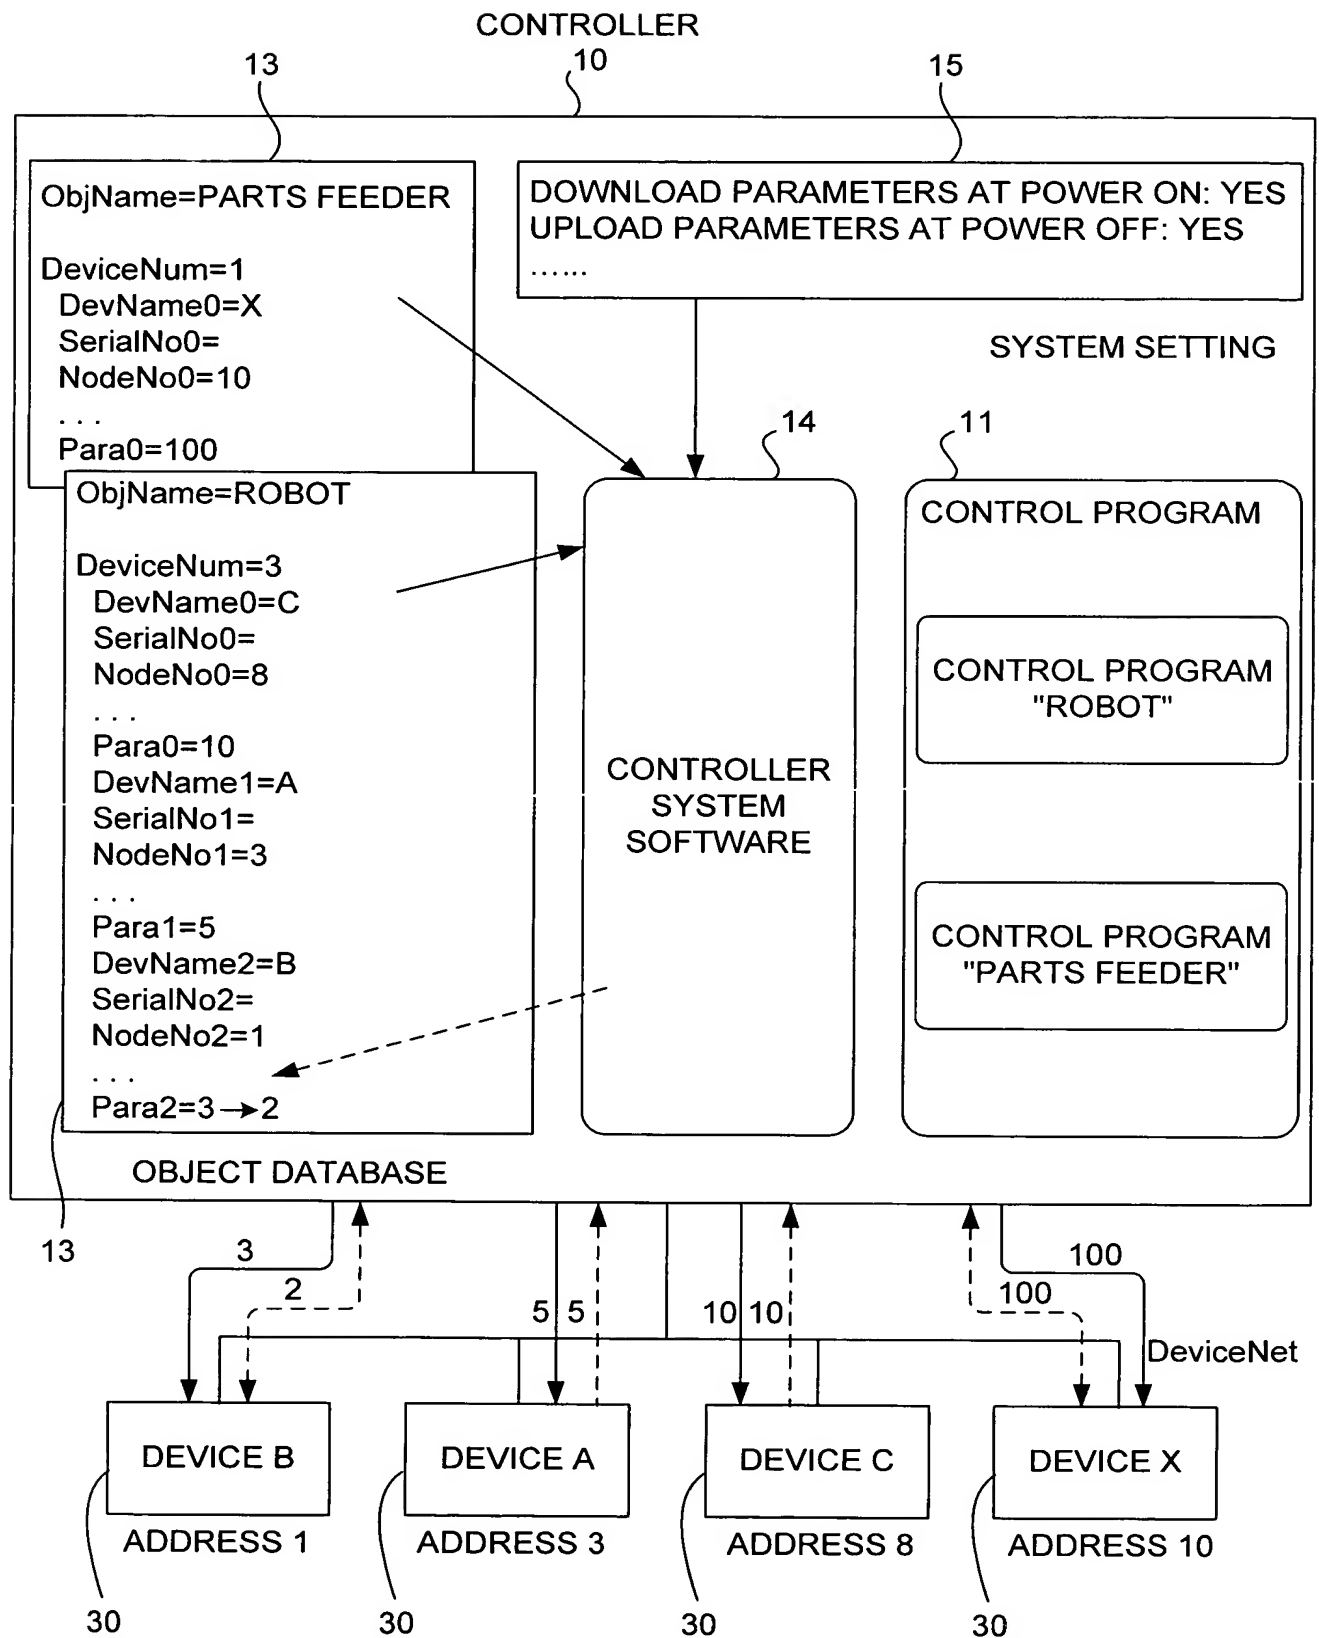 CONTROLLER
13
10
15
ObjName=PARTS FEEDER
DeviceNum=1
DevName0=X
SerialNo0=
NodeNo0=10
. . .
Para0=100
DOWNLOAD PARAMETERS AT POWER ON: YES
UPLOAD PARAMETERS AT POWER OFF: YES
......
SYSTEM SETTING
14
11
ObjName=ROBOT
DeviceNum=3
DevName0=C
SerialNo0=
NodeNo0=8
. . .
Para0=10
DevName1=A
SerialNo1=
NodeNo1=3
. . .
Para1=5
DevName2=B
SerialNo2=
NodeNo2=1
. . .
Para2=3→2
CONTROLLER
SYSTEM
SOFTWARE
CONTROL PROGRAM
CONTROL PROGRAM
"ROBOT"
CONTROL PROGRAM
"PARTS FEEDER"
OBJECT DATABASE
13
3
2
5
5
10
10
100
100
DeviceNet
DEVICE B
DEVICE A
DEVICE C
DEVICE X
ADDRESS 1
ADDRESS 3
ADDRESS 8
ADDRESS 10
30
30
30
30